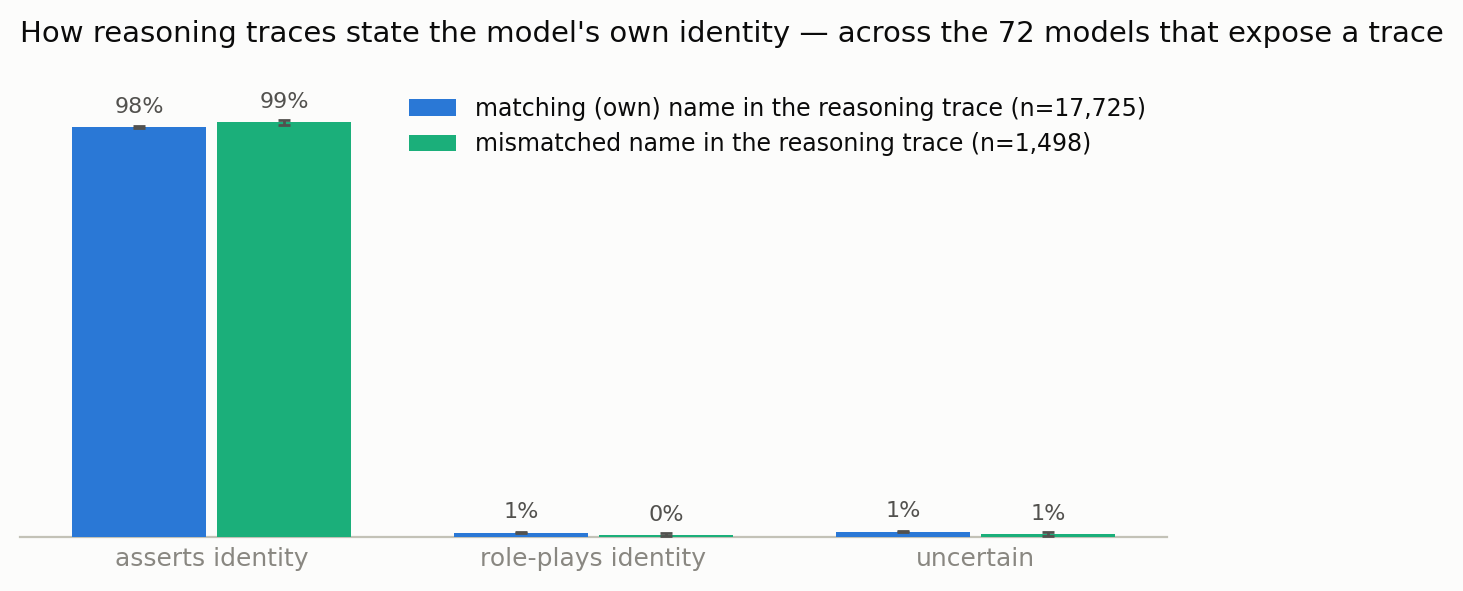 How reasoning traces state the model's own identity — across the 72 models that expose a trace
98%
99%
matching (own) name in the reasoning trace (n=17,725)
mismatched name in the reasoning trace (n=1,498)
1%
0%
1%
1%
asserts identity
role-plays identity
uncertain